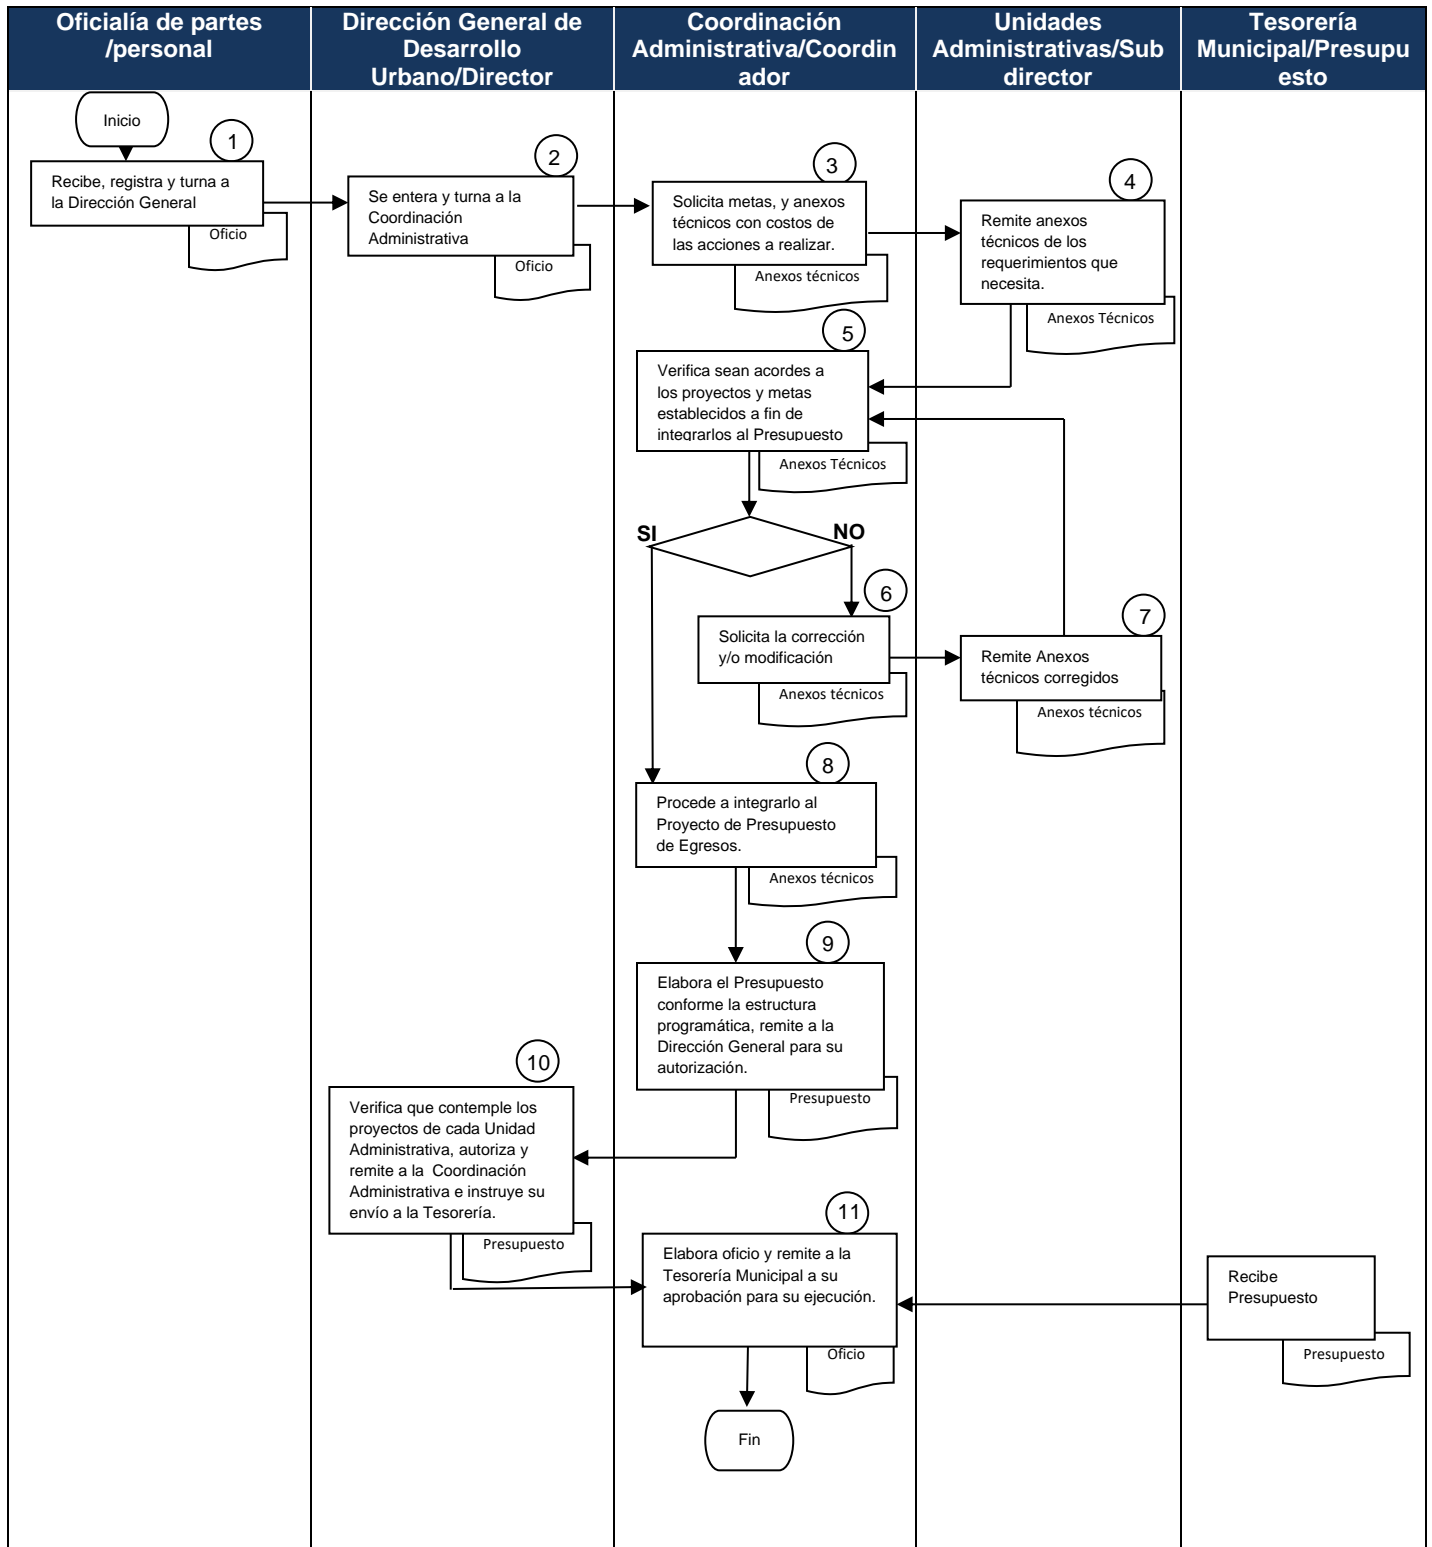 Oficialía de partes
/personal
Dirección General de
Desarrollo
Urbano/Director
Coordinación
Administrativa/Coordin
ador
Unidades
Administrativas/Sub
director
Tesorería
Municipal/Presupu
esto
Inicio
1
Recibe, registra y turna a
la Dirección General
Oficio
2
Se entera y turna a la
Coordinación
Administrativa
Oficio
3
Solicita metas, y anexos
técnicos con costos de
las acciones a realizar.
Anexos técnicos
4
Remite anexos
técnicos de los
requerimientos que
necesita.
Anexos Técnicos
5
Verifica sean acordes a
los proyectos y metas
establecidos a fin de
integrarlos al Presupuesto
Anexos Técnicos
SI
NO
6
Solicita la corrección
y/o modificación
Anexos técnicos
7
Remite Anexos
técnicos corregidos
Anexos técnicos
8
Procede a integrarlo al
Proyecto de Presupuesto
de Egresos.
Anexos técnicos
9
Elabora el Presupuesto
conforme la estructura
programática, remite a la
Dirección General para su
autorización.
Presupuesto
10
Verifica que contemple los
proyectos de cada Unidad
Administrativa, autoriza y
remite a la  Coordinación
Administrativa e instruye su
envío a la Tesorería.
Presupuesto
11
Elabora oficio y remite a la
Tesorería Municipal a su
aprobación para su ejecución.
Oficio
Recibe
Presupuesto
Presupuesto
Fin